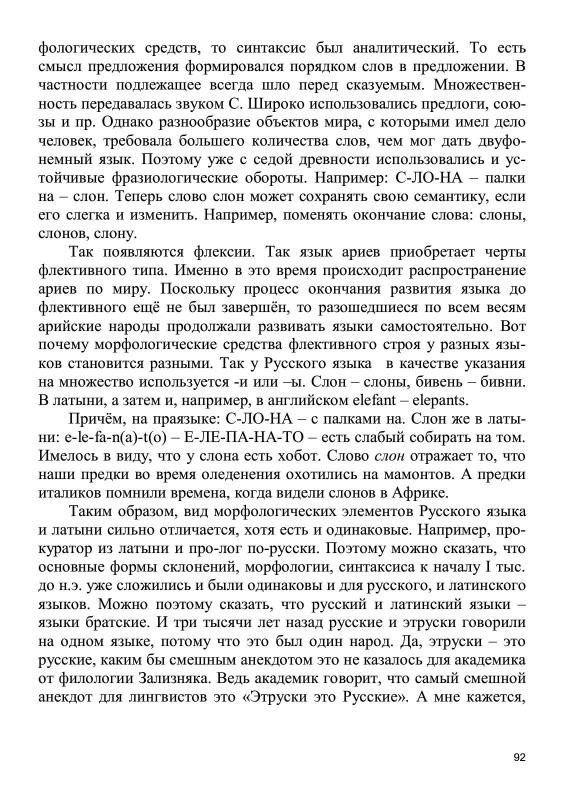 фологических средств, то синтаксис был аналитический. То есть
смысл предложения формировался порядком слов в предложении. В
частности подлежащее всегда шло перед сказуемым. Множествен-
ность передавалась звуком С. Широко использовались предлоги, сою-
зы и пр. Однако разнообразие объектов мира, с которыми имел дело
человек, требовала большего количества слов, чем мог дать двуфо-
немный язык. Поэтому уже с седой древности использовались и ус-
тойчивые фразиологические обороты. Например: С-ЛО-НА – палки
на – слон. Теперь слово слон может сохранять свою семантику, если
его слегка и изменить. Например, поменять окончание слова: слоны,
слонов, слону.
Так появляются флексии. Так язык ариев приобретает черты
флективного типа. Именно в это время происходит распространение
ариев по миру. Поскольку процесс окончания развития языка до
флективного ещё не был завершён, то разошедшиеся по всем весям
арийские народы продолжали развивать языки самостоятельно. Вот
почему морфологические средства флективного строя у разных язы-
ков становится разными. Так у Русского языка в качестве указания
на множество используется -и или –ы. Слон – слоны, бивень – бивни.
В латыни, а затем и, например, в английском elefant – elepants.
Причём, на праязыке: С-ЛО-НА – с палками на. Слон же в латы-
ни: e-le-fa-n(a)-t(o) – Е-ЛЕ-ПА-НА-ТО – есть слабый собирать на том.
Имелось в виду, что у слона есть хобот. Слово слон отражает то, что
наши предки во время оледенения охотились на мамонтов. А предки
италиков помнили времена, когда видели слонов в Африке.
Таким образом, вид морфологических элементов Русского языка
и латыни сильно отличается, хотя есть и одинаковые. Например, про-
куратор из латыни и про-лог по-русски. Поэтому можно сказать, что
основные формы склонений, морфологии, синтаксиса к началу I тыс.
до н.э. уже сложились и были одинаковы и для русского, и латинского
языков. Можно поэтому сказать, что русский и латинский языки –
языки братские. И три тысячи лет назад русские и этруски говорили
на одном языке, потому что это был один народ. Да, этруски – это
русские, каким бы смешным анекдотом это не казалось для академика
от филологии Зализняка. Ведь академик говорит, что самый смешной
анекдот для лингвистов это «Этруски это Русские». А мне кажется,
92